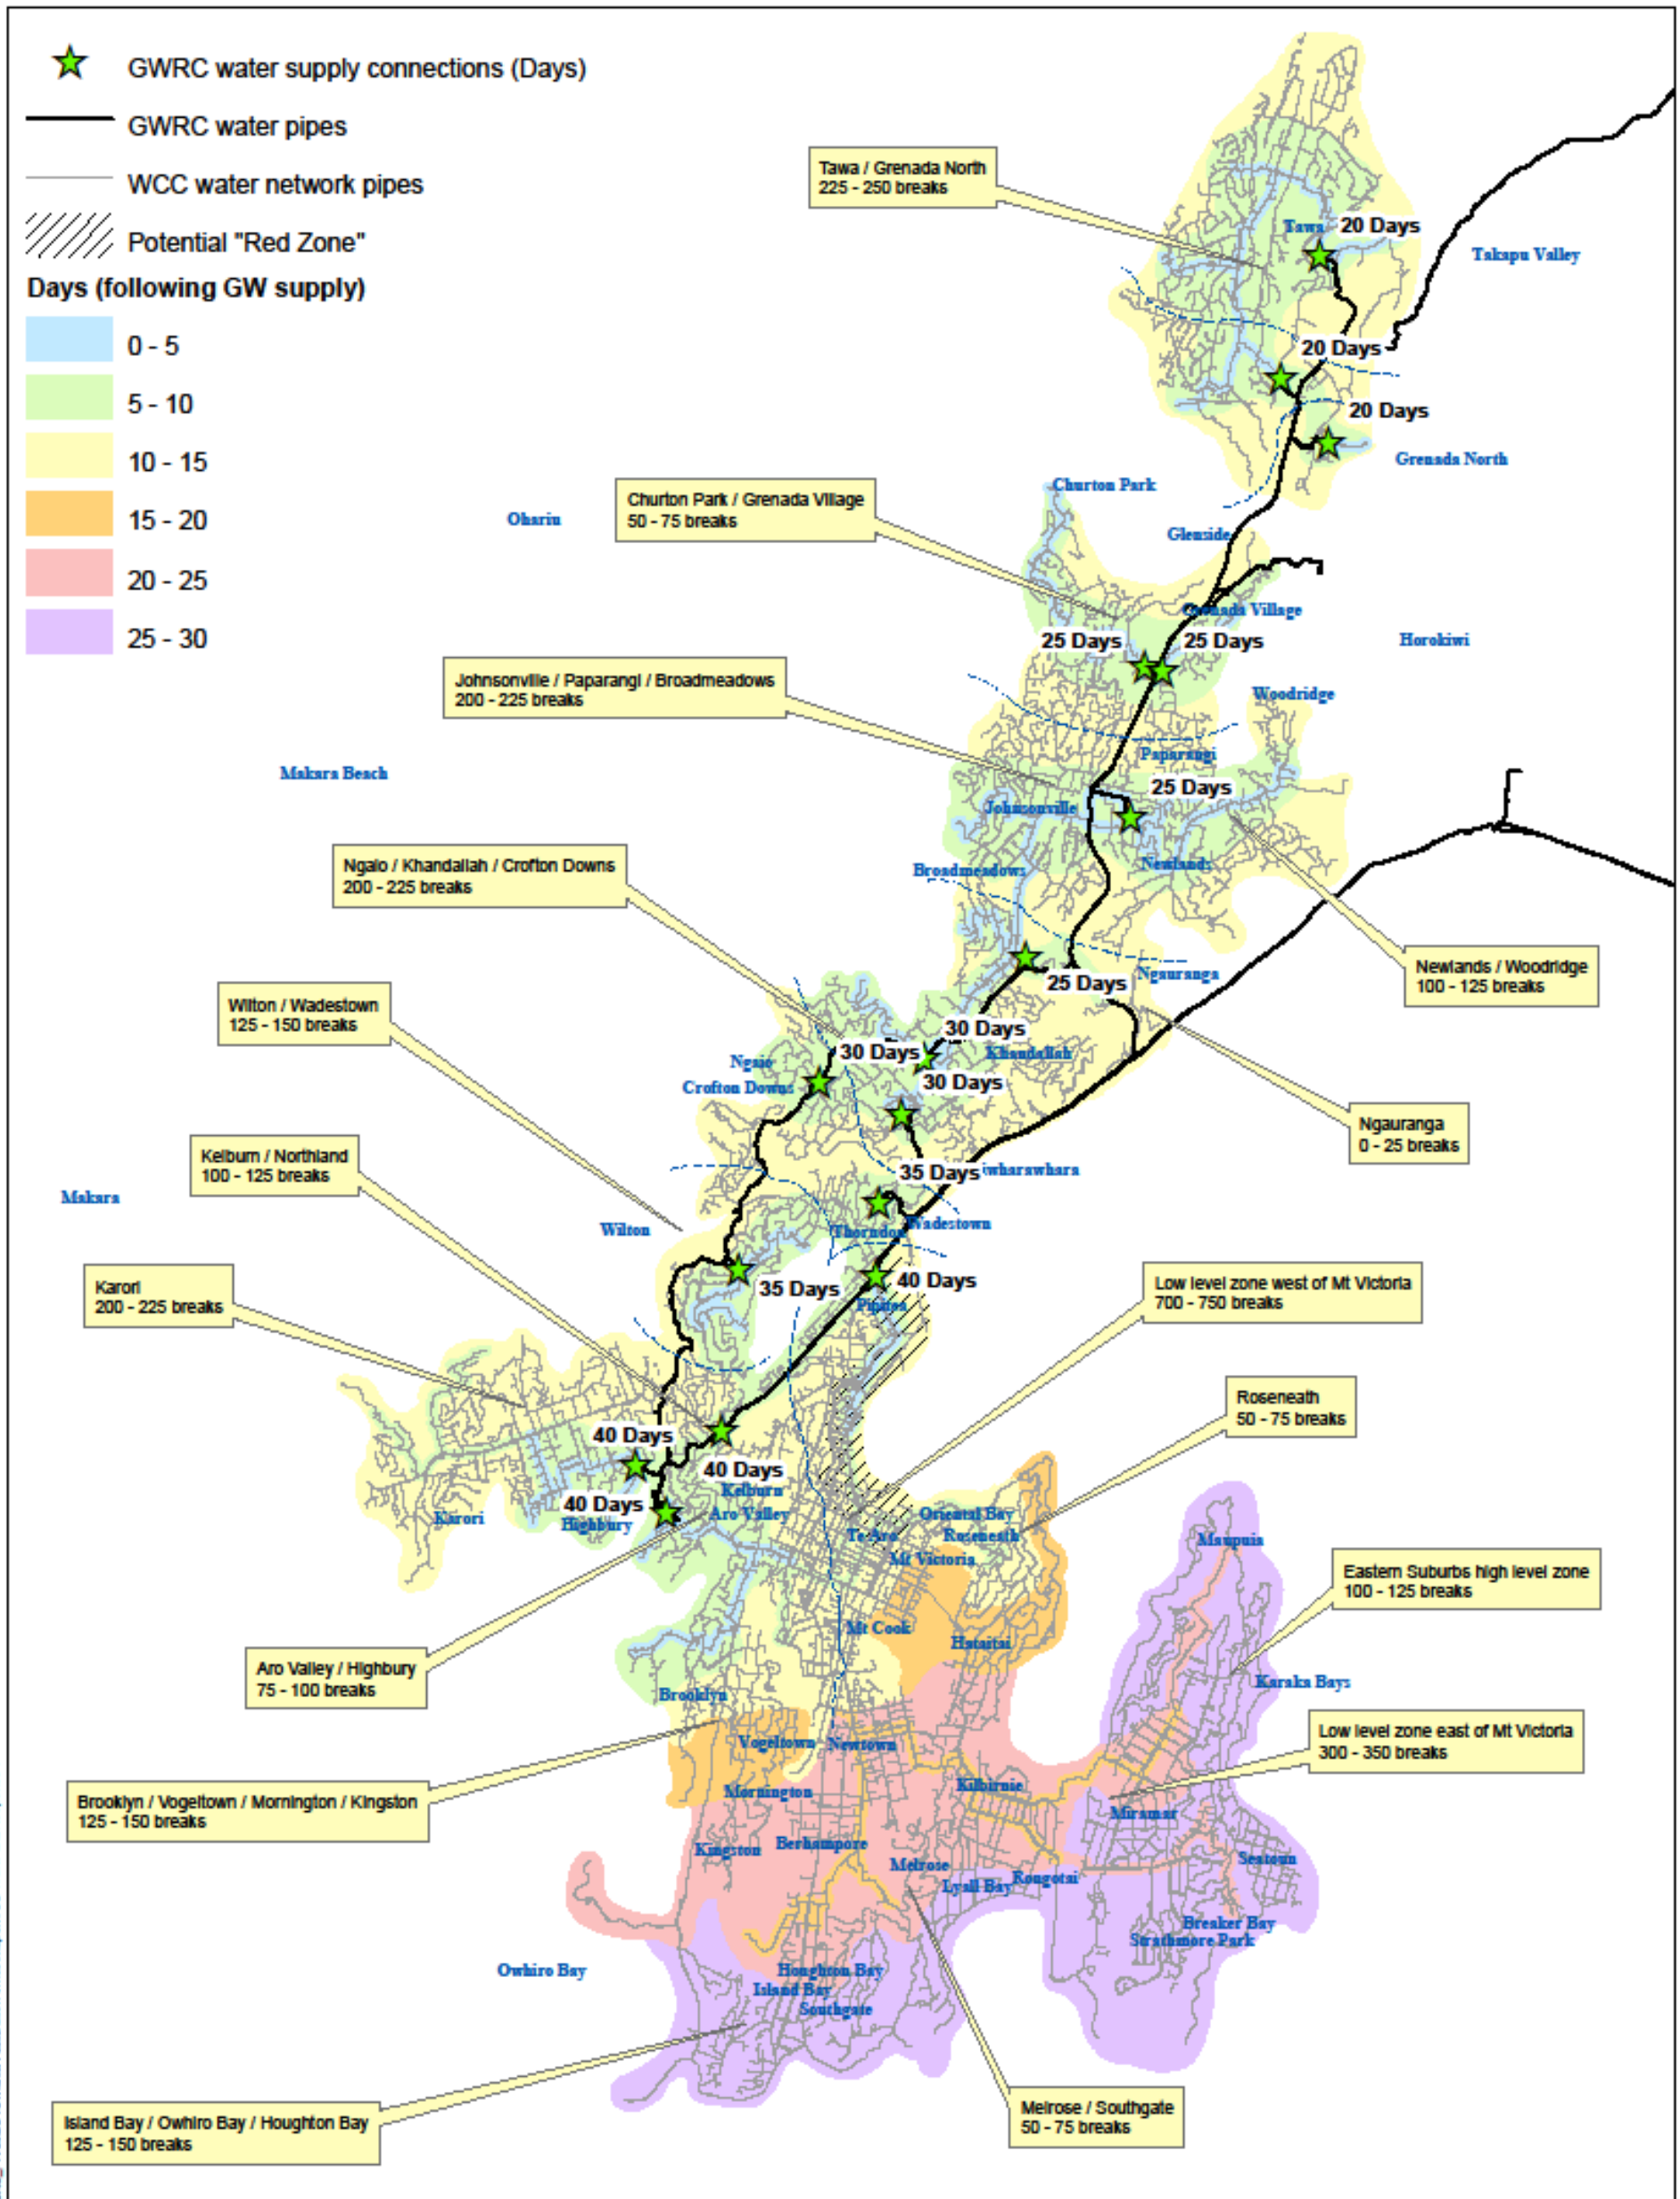 GWRC water supply connections (Days)
GWRC water pipes
WCC water network pipes
Potential "Red Zone"
Days (following GW supply)
0 - 5
5 - 10
10 - 15
15 - 20
20 - 25
25 - 30
Tawa / Grenada North
225 - 250 breaks
Tawa
20 Days
Takapu Valley
20 Days
20 Days
Grenada North
Churton Park / Grenada Village
50 - 75 breaks
Churton Park
Ohariu
Glenside
Grenada Village
25 Days
25 Days
Horokiwi
Johnsonville / Paparangi / Broadmeadows
200 - 225 breaks
Woodridge
Paparangi
Makara Beach
25 Days
Johnsonville
Ngaio / Khandallah / Crofton Downs
200 - 225 breaks
Broadmeadows
Newlands
Newlands / Woodridge
100 - 125 breaks
Ngauranga
25 Days
Wilton / Wadestown
125 - 150 breaks
30 Days
30 Days
Khandallah
Ngaio
30 Days
Crofton Downs
Ngauranga
0 - 25 breaks
Kelburn / Northland
100 - 125 breaks
35 Days
iwharawhara
Makara
Wilton
Wadestown
Thorndon
Karori
200 - 225 breaks
35 Days
40 Days
Pipitea
Low level zone west of Mt Victoria
700 - 750 breaks
Roseneath
50 - 75 breaks
40 Days
40 Days
Kelburn
40 Days
Karori
Highbury
Aro Valley
Oriental Bay
Te Aro
Roseneath
Mt Victoria
Maupuia
Eastern Suburbs high level zone
100 - 125 breaks
Mt Cook
Hataitai
Aro Valley / Highbury
75 - 100 breaks
Karaka Bays
Brooklyn
Low level zone east of Mt Victoria
300 - 350 breaks
Vogeltown
Newtown
Brooklyn / Vogeltown / Mornington / Kingston
125 - 150 breaks
Mornington
Kilbirnie
Miramar
Kingston
Berhampore
Melrose
Seatoun
Lyall Bay
Rongotai
Breaker Bay
Strathmore Park
Owhiro Bay
Houghton Bay
Island Bay
Southgate
Island Bay / Owhiro Bay / Houghton Bay
125 - 150 breaks
Melrose / Southgate
50 - 75 breaks